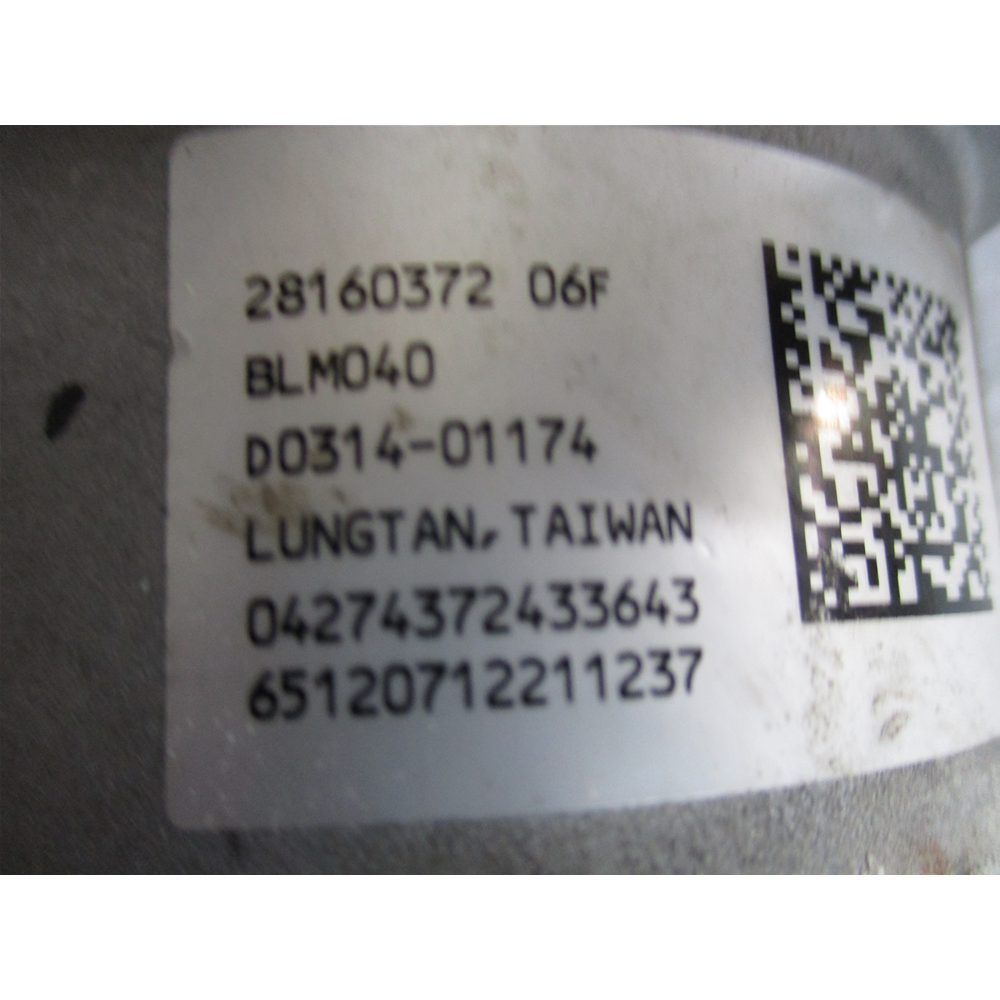 28160372 06F
BLM040
D0314-01174
LUNGTAN, TAIWAN
04274372433643
65120712211237